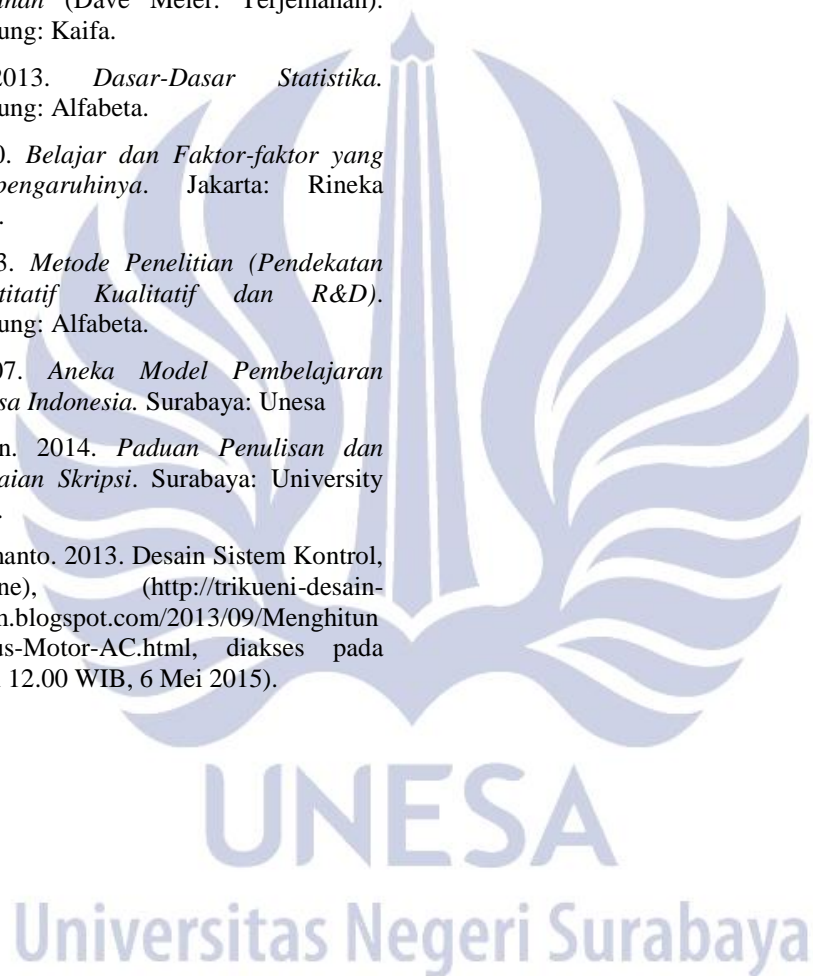 (Dave Meier. Terjemahan).
ung: Kaifa.
2013. Dasar-Dasar Statistika.
ung: Alfabeta.
0. Belajar dan Faktor-faktor yang
pengaruhinya. Jakarta: Rineka
.
3. Metode Penelitian (Pendekatan
titatif Kualitatif dan R&D).
ung: Alfabeta.
07. Aneka Model Pembelajaran
sa Indonesia. Surabaya: Unesa
n. 2014. Paduan Penulisan dan
aian Skripsi. Surabaya: University
.
nanto. 2013. Desain Sistem Kontrol,
ne), (http://trikueni-desain-
n.blogspot.com/2013/09/Menghitun
us-Motor-AC.html, diakses pada
12.00 WIB, 6 Mei 2015).
UNESA
Universitas Negeri Surabaya